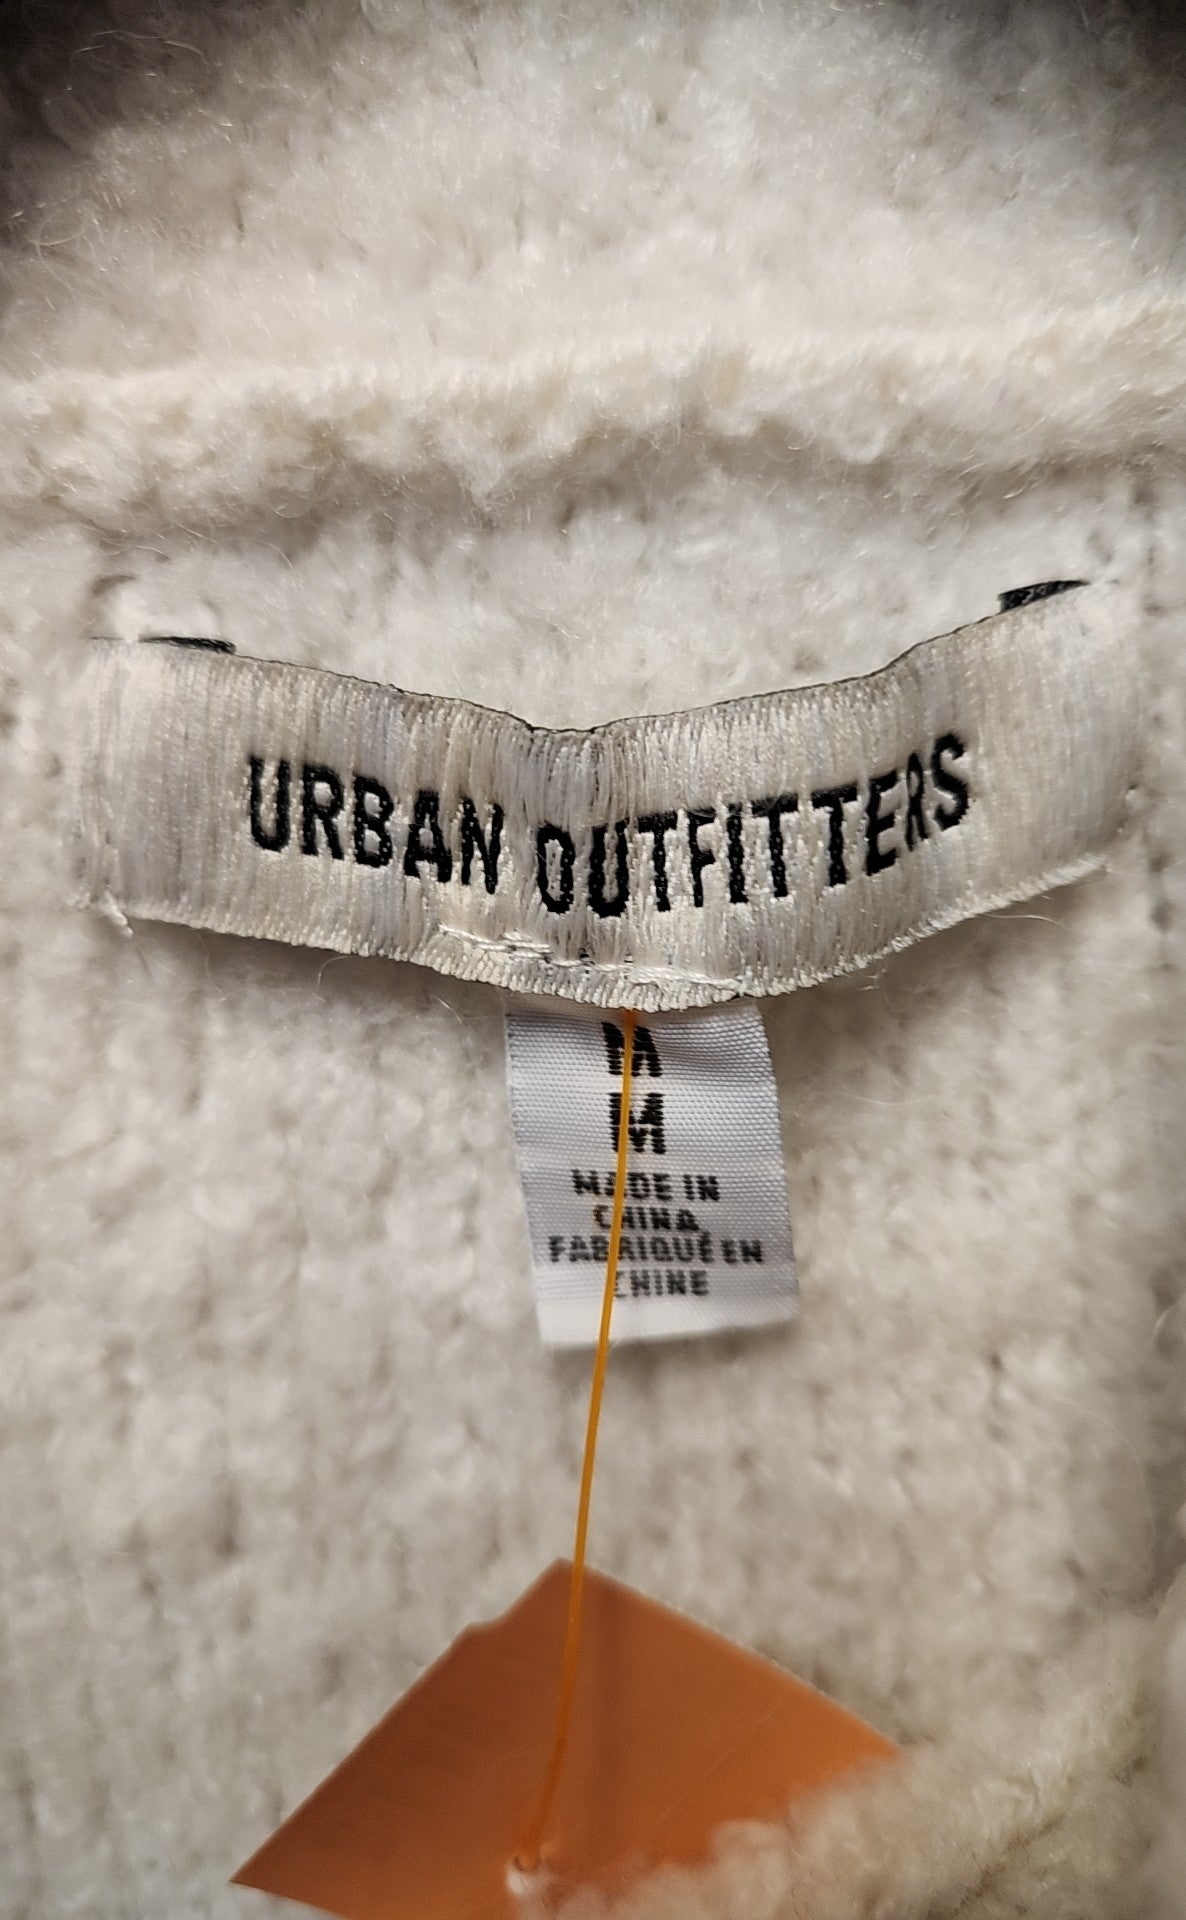 URBAN OUTFITTERS
M
M
MADE IN
CHINA
FABRIQUÉ EN
CHINE